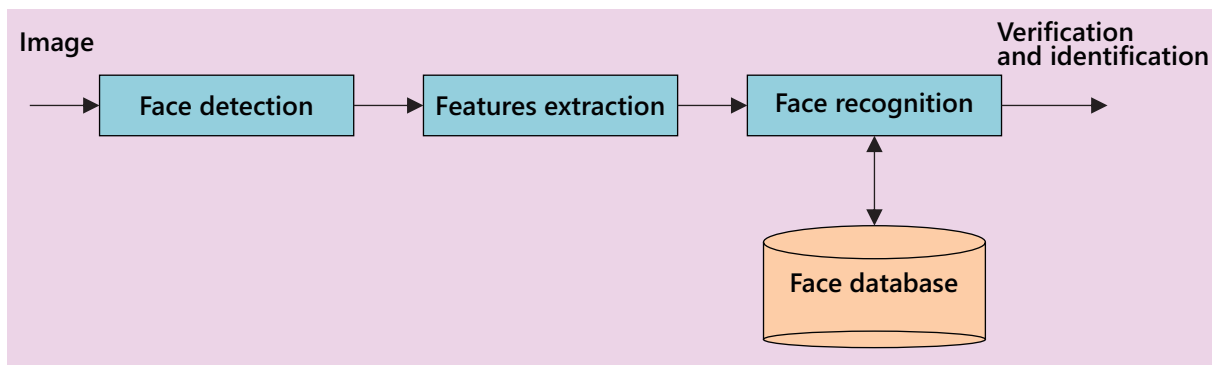 Image
Verification
and identification
Face detection
Features extraction
Face recognition
Face database